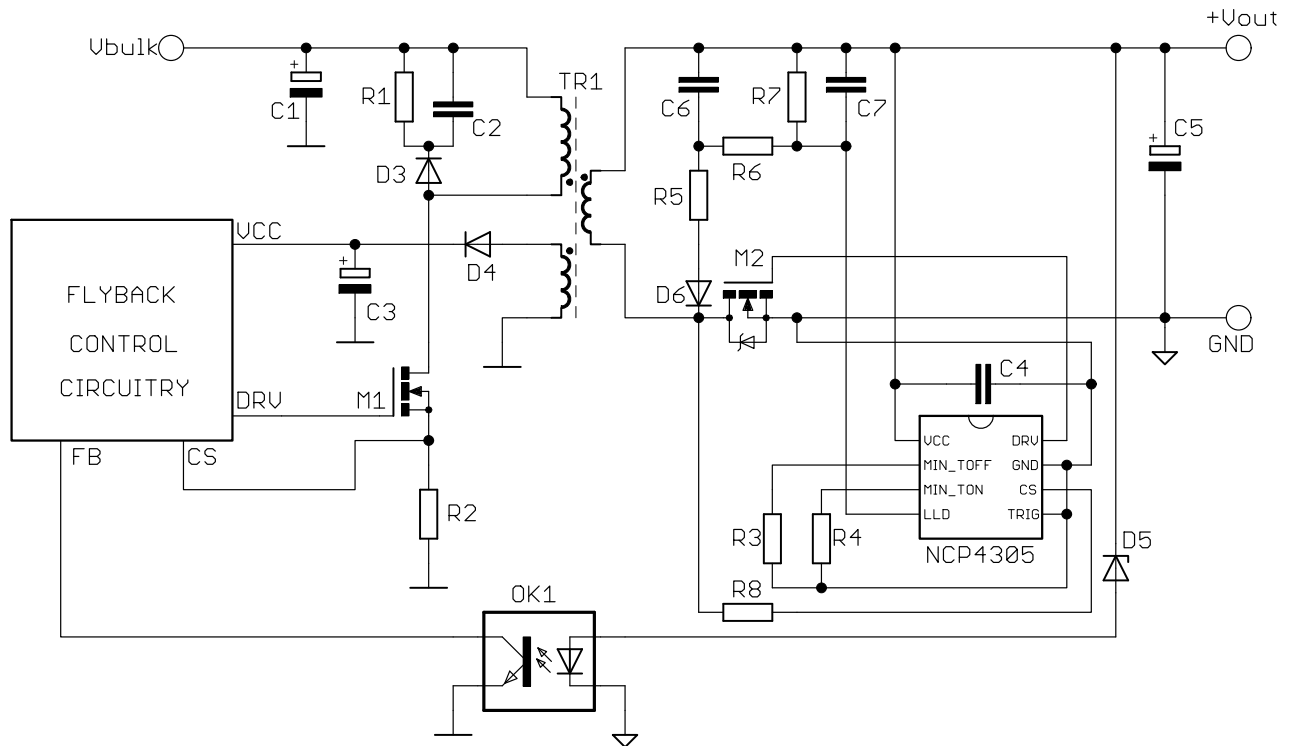 +Vout
Vbulk
C1
+
R1
C2
TR1
C6
R7
C7
+
C5
D3
R6
R5
VCC
D4
M2
FLYBACK
CONTROL
CIRCUITRY
+
C3
D6
GND
C4
DRV
M1
VCC
DRV
MIN_TOFF
GND
MIN_TON
CS
LLD
TRIG
FB
CS
R2
R3
R4
NCP4305
D5
R8
OK1